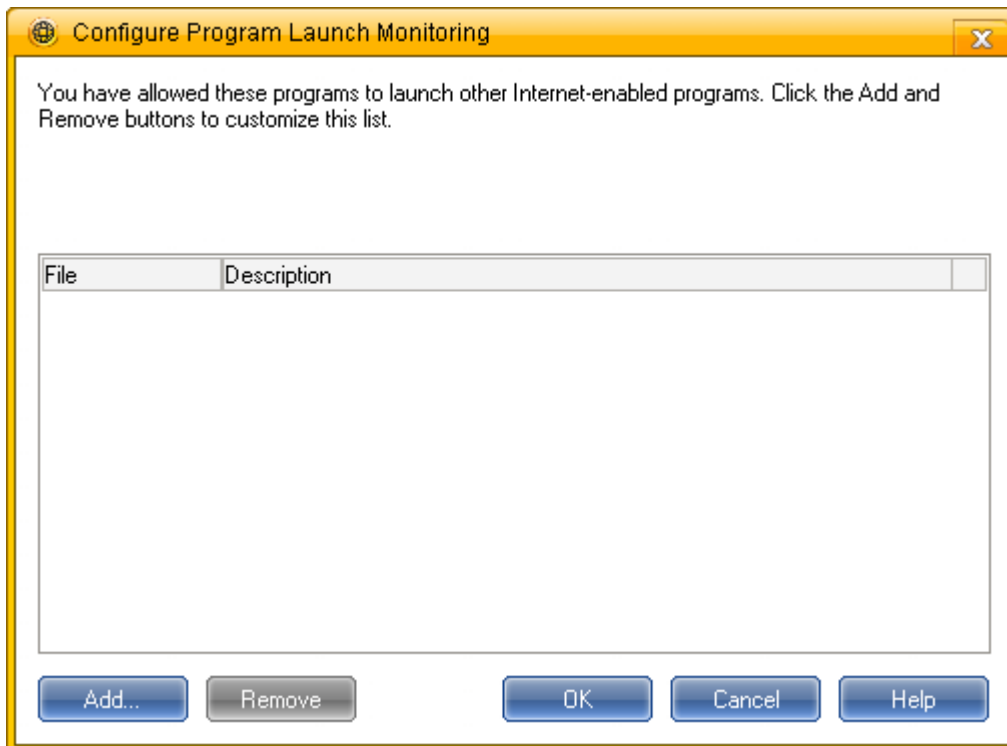 Configure Program Launch Monitoring
You have allowed these programs to launch other Internet-enabled programs. Click the Add and
Remove buttons to customize this list.
File Description
Add... Remove OK Cancel Help